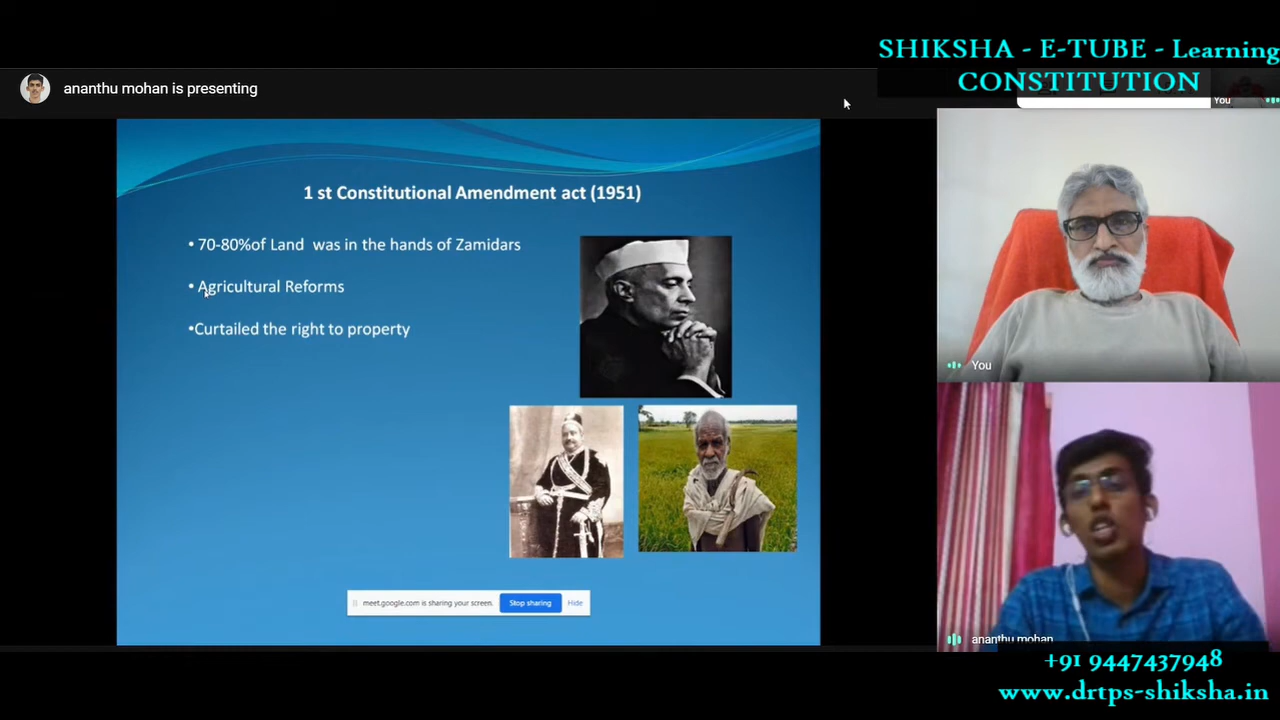 SHIKSHA - E-TUBE - Learning
CONSTITUTION
ananthu mohan is presenting
You
1 st Constitutional Amendment act (1951)
• 70-80%of Land was in the hands of Zamidars
• Agricultural Reforms
•Curtailed the right to property
You
meet.google.com is sharing your screen.
Stop sharing
Hide
ananthu mohan
+91 9447437948
www.drtps-shiksha.in